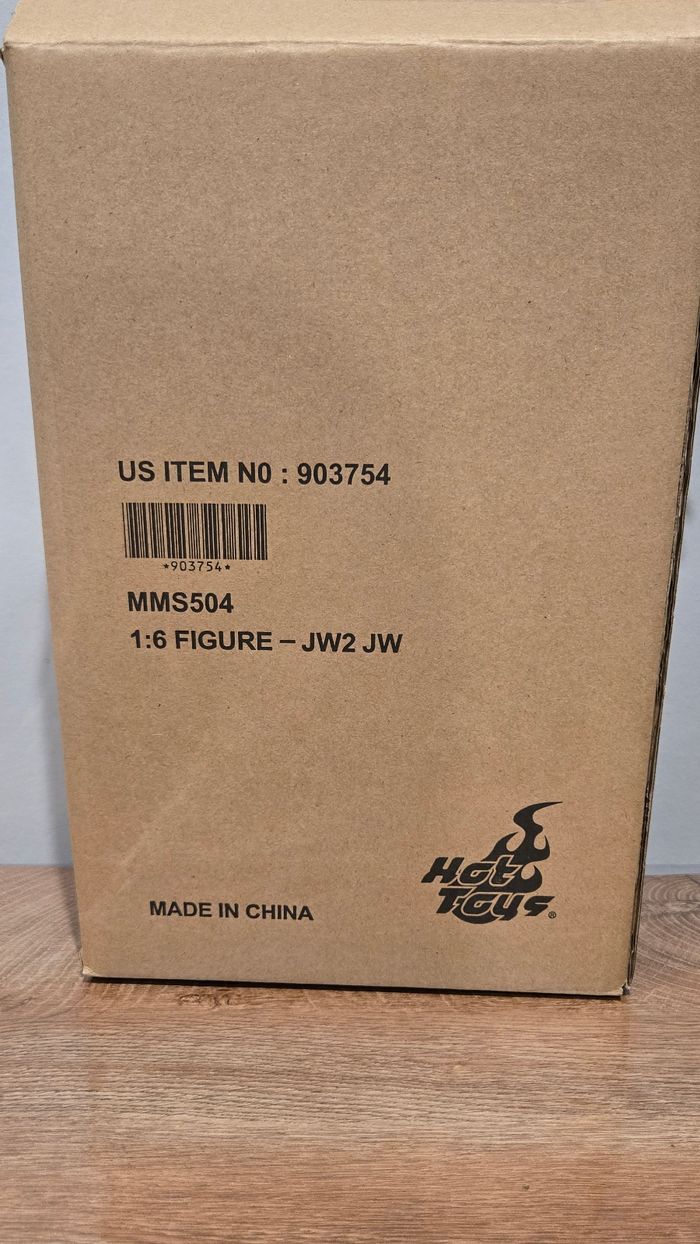 US ITEM N0 : 903754
*903754*
MMS504
1:6 FIGURE – JW2 JW
Hot
Toys®
MADE IN CHINA